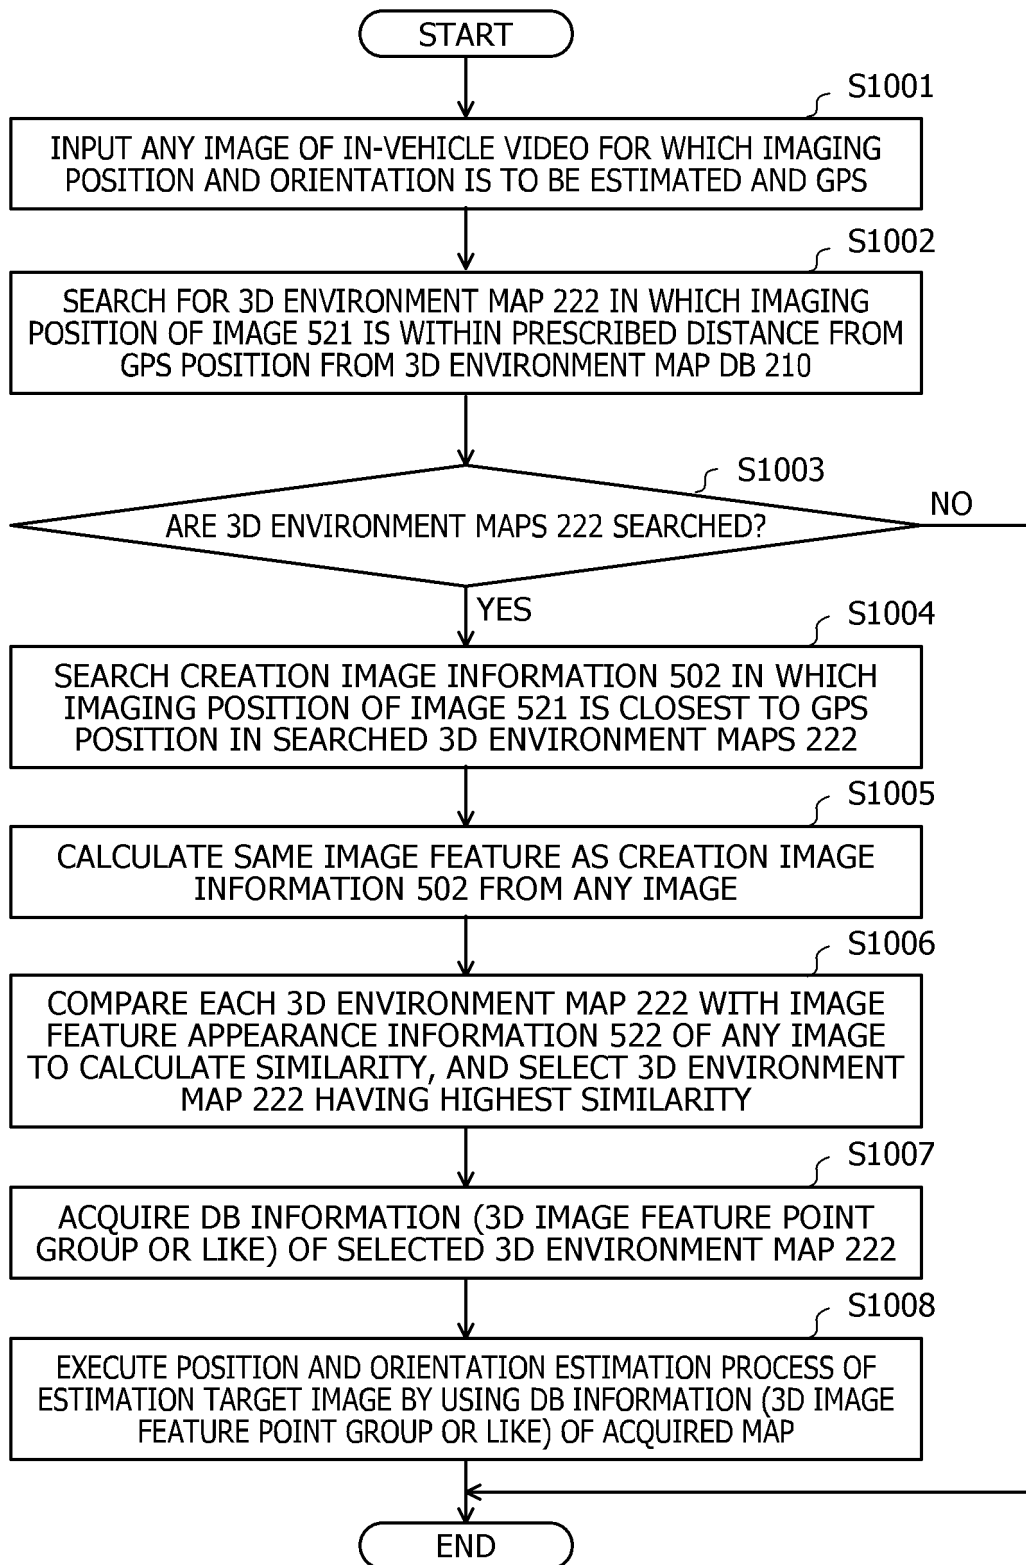 START
S1001
INPUT ANY IMAGE OF IN-VEHICLE VIDEO FOR WHICH IMAGING
POSITION AND ORIENTATION IS TO BE ESTIMATED AND GPS
S1002
SEARCH FOR 3D ENVIRONMENT MAP 222 IN WHICH IMAGING
POSITION OF IMAGE 521 IS WITHIN PRESCRIBED DISTANCE FROM
GPS POSITION FROM 3D ENVIRONMENT MAP DB 210
S1003
ARE 3D ENVIRONMENT MAPS 222 SEARCHED?
NO
YES
S1004
SEARCH CREATION IMAGE INFORMATION 502 IN WHICH
IMAGING POSITION OF IMAGE 521 IS CLOSEST TO GPS
POSITION IN SEARCHED 3D ENVIRONMENT MAPS 222
S1005
CALCULATE SAME IMAGE FEATURE AS CREATION IMAGE
INFORMATION 502 FROM ANY IMAGE
S1006
COMPARE EACH 3D ENVIRONMENT MAP 222 WITH IMAGE
FEATURE APPEARANCE INFORMATION 522 OF ANY IMAGE
TO CALCULATE SIMILARITY, AND SELECT 3D ENVIRONMENT
MAP 222 HAVING HIGHEST SIMILARITY
S1007
ACQUIRE DB INFORMATION (3D IMAGE FEATURE POINT
GROUP OR LIKE) OF SELECTED 3D ENVIRONMENT MAP 222
S1008
EXECUTE POSITION AND ORIENTATION ESTIMATION PROCESS OF
ESTIMATION TARGET IMAGE BY USING DB INFORMATION (3D IMAGE
FEATURE POINT GROUP OR LIKE) OF ACQUIRED MAP
END